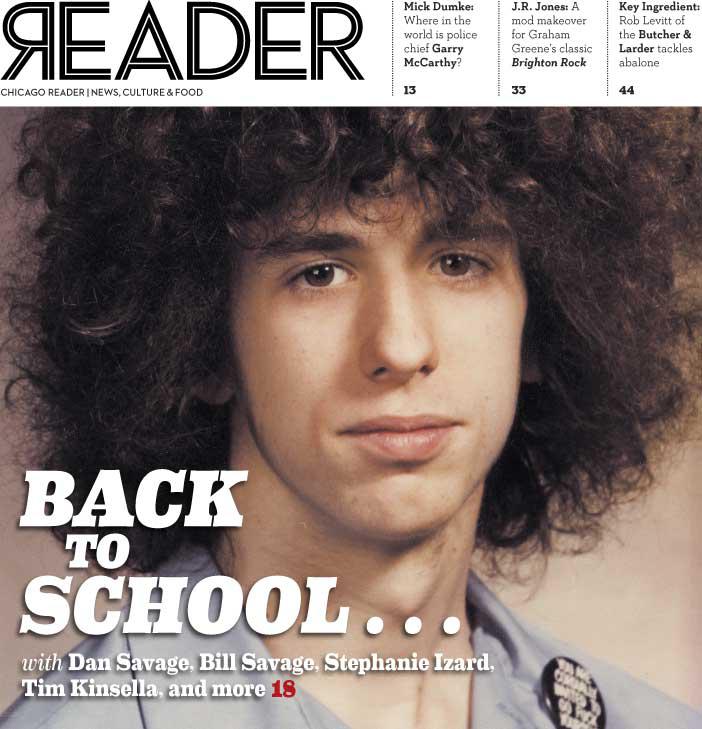 READER
CHICAGO READER | NEWS, CULTURE & FOOD
Mick Dumke:
Where in the
world is police
chief Garry
McCarthy?
13
J.R. Jones: A
mod makeover
for Graham
Greene's classic
Brighton Rock
33
Key Ingredient:
Rob Levitt of
the Butcher &
Larder tackles
abalone
44
BACK
TO
SCHOOL...
with Dan Savage, Bill Savage, Stephanie Izard,
Tim Kinsella, and more 18